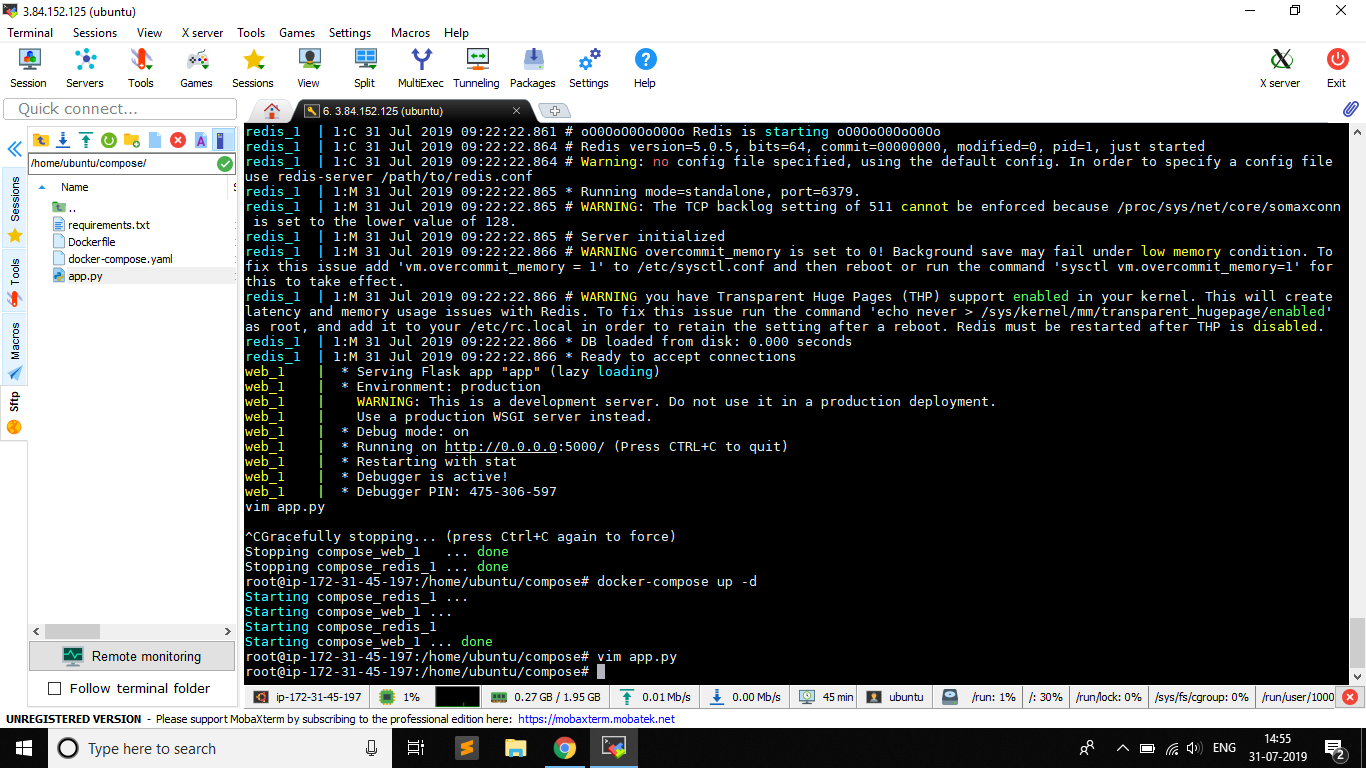 3.84.152.125 (ubuntu)
Terminal Sessions View X server Tools Games Settings Macros Help
Session Servers Tools Games Sessions View Split MultiExec Tunneling Packages Settings Help X server Exit
Quick connect...
6. 3.84.152.125 (ubuntu)
/home/ubuntu/compose/
Name
..
requirements.txt
Dockerfile
docker-compose.yaml
app.py
Sessions
Tools
Macros
Sftp
Remote monitoring
Follow terminal folder
redis_1 | 1:C 31 Jul 2019 09:22:22.861 # oO0OoO0OoO0Oo Redis is starting oO0OoO0OoO0Oo
redis_1 | 1:C 31 Jul 2019 09:22:22.864 # Redis version=5.0.5, bits=64, commit=00000000, modified=0, pid=1, just started
redis_1 | 1:C 31 Jul 2019 09:22:22.864 # Warning: no config file specified, using the default config. In order to specify a config file
use redis-server /path/to/redis.conf
redis_1 | 1:M 31 Jul 2019 09:22:22.865 * Running mode=standalone, port=6379.
redis_1 | 1:M 31 Jul 2019 09:22:22.865 # WARNING: The TCP backlog setting of 511 cannot be enforced because /proc/sys/net/core/somaxconn
is set to the lower value of 128.
redis_1 | 1:M 31 Jul 2019 09:22:22.865 # Server initialized
redis_1 | 1:M 31 Jul 2019 09:22:22.866 # WARNING overcommit_memory is set to 0! Background save may fail under low memory condition. To
fix this issue add 'vm.overcommit_memory = 1' to /etc/sysctl.conf and then reboot or run the command 'sysctl vm.overcommit_memory=1' for
this to take effect.
redis_1 | 1:M 31 Jul 2019 09:22:22.866 # WARNING you have Transparent Huge Pages (THP) support enabled in your kernel. This will create
latency and memory usage issues with Redis. To fix this issue run the command 'echo never > /sys/kernel/mm/transparent_hugepage/enabled'
as root, and add it to your /etc/rc.local in order to retain the setting after a reboot. Redis must be restarted after THP is disabled.
redis_1 | 1:M 31 Jul 2019 09:22:22.866 * DB loaded from disk: 0.000 seconds
redis_1 | 1:M 31 Jul 2019 09:22:22.866 * Ready to accept connections
web_1 | * Serving Flask app "app" (lazy loading)
web_1 | * Environment: production
web_1 | WARNING: This is a development server. Do not use it in a production deployment.
web_1 | Use a production WSGI server instead.
web_1 | * Debug mode: on
web_1 | * Running on http://0.0.0.0:5000/ (Press CTRL+C to quit)
web_1 | * Restarting with stat
web_1 | * Debugger is active!
web_1 | * Debugger PIN: 475-306-597
vim app.py
^CGracefully stopping... (press Ctrl+C again to force)
Stopping compose_web_1 ... done
Stopping compose_redis_1 ... done
root@ip-172-31-45-197:/home/ubuntu/compose# docker-compose up -d
Starting compose_redis_1 ...
Starting compose_web_1 ...
Starting compose_redis_1
Starting compose_web_1 ... done
root@ip-172-31-45-197:/home/ubuntu/compose# vim app.py
root@ip-172-31-45-197:/home/ubuntu/compose#
ip-172-31-45-197 1% 0.27 GB / 1.95 GB 0.01 Mb/s 0.00 Mb/s 45 min ubuntu /run: 1% /: 30% /run/lock: 0% /sys/fs/cgroup: 0% /run/user/1000
UNREGISTERED VERSION - Please support MobaXterm by subscribing to the professional edition here: https://mobaxterm.mobatek.net
Type here to search
ENG
14:55
31-07-2019
2